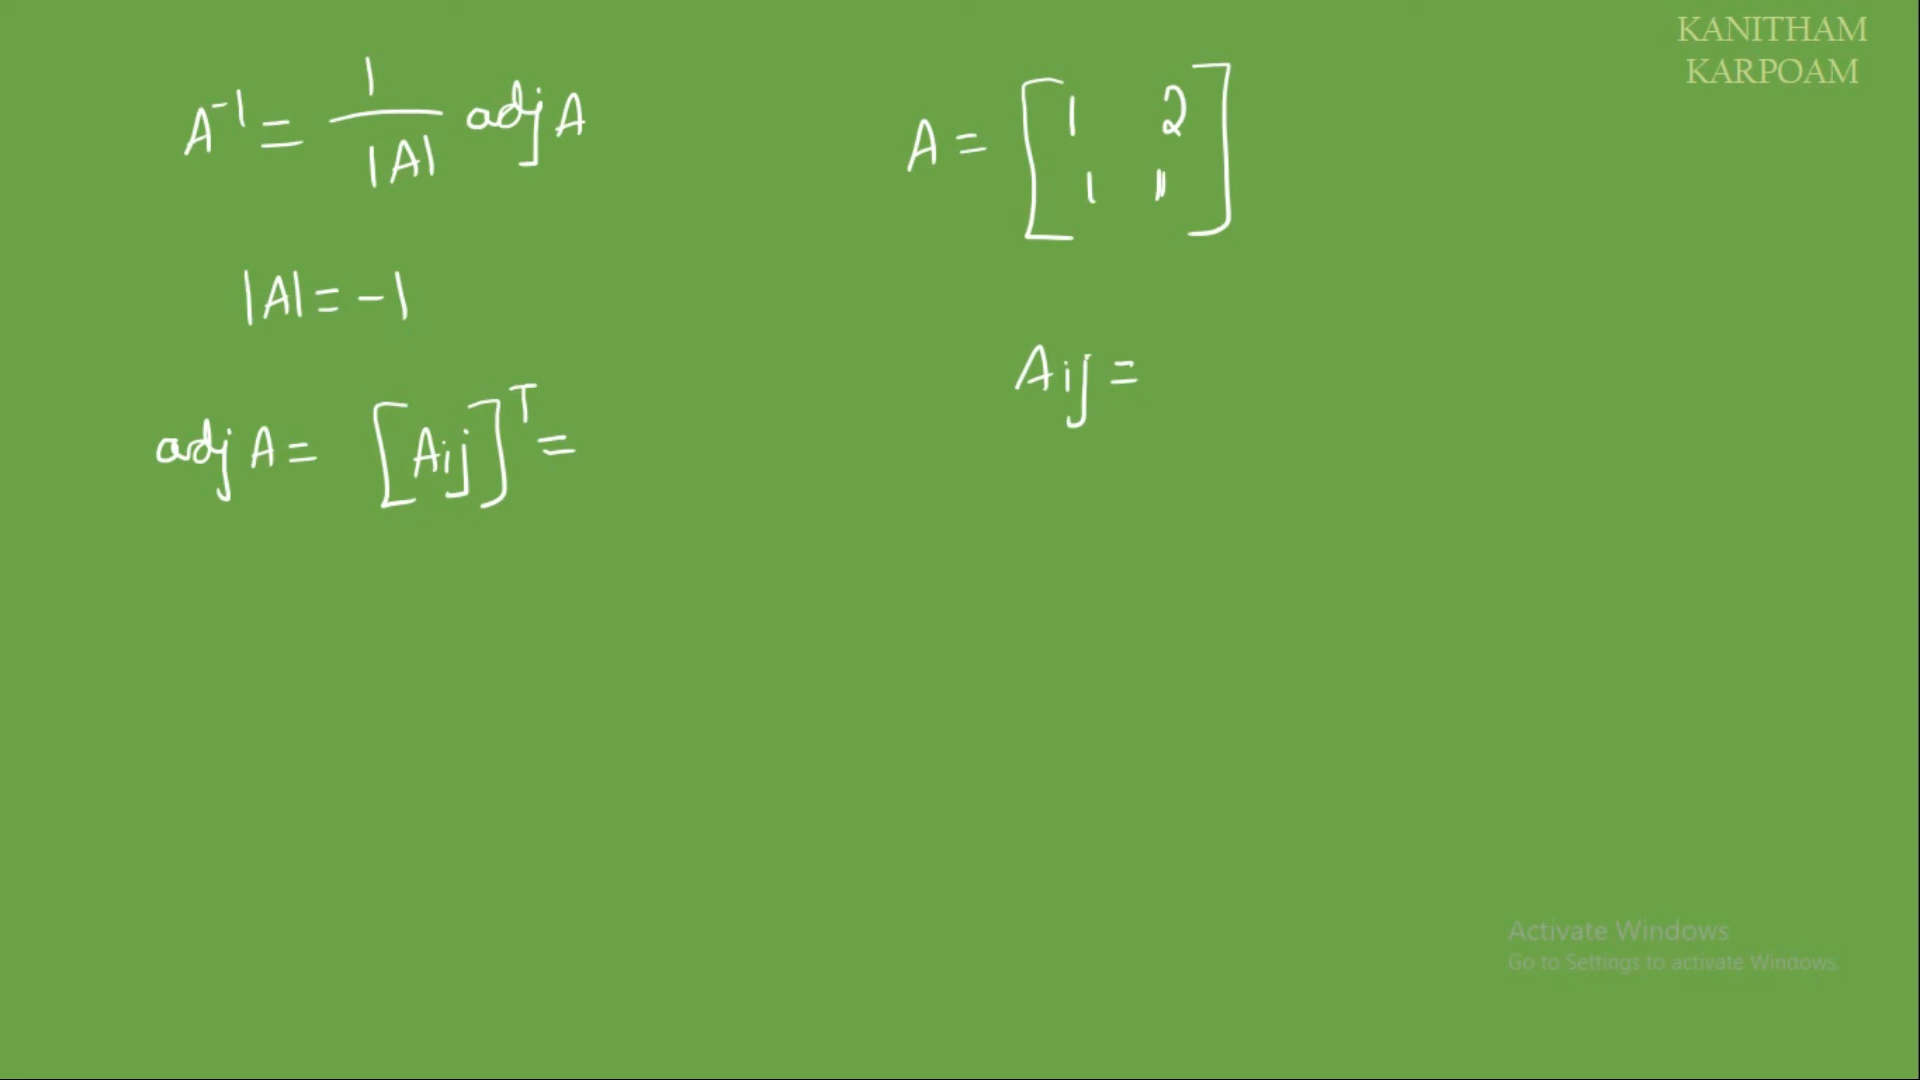 KANITHAM
KARPOAM
A⁻¹ = 1/|A| adj A
A = [1 2
1 1]
|A| = -1
Aij =
adj A = [Aij]ᵀ =
Activate Windows
Go to Settings to activate Windows.